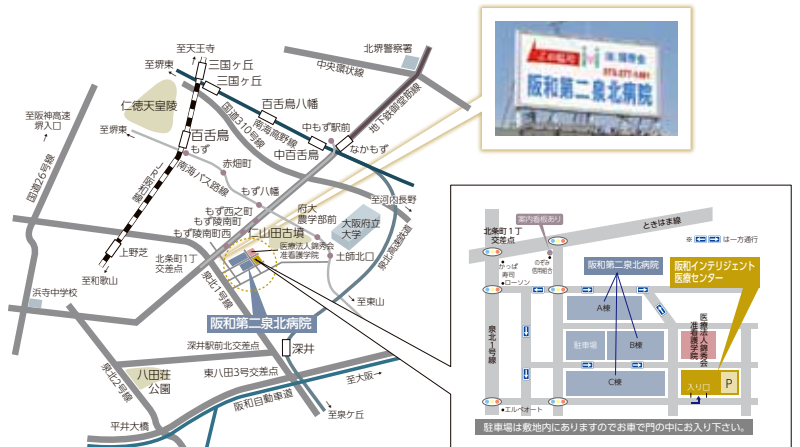 至天王寺
至堺東
三国ヶ丘
三国ヶ丘
北堺警察署
中央環状線
至阪神高速
堺入口
仁徳天皇陵
国道310号線
百舌鳥八幡
地下鉄御堂筋線
至堺東
南海高野線
中もず駅前
国道26号線
百舌鳥
もず
中百舌鳥
なかもず
JR阪和線
南海バス路線
赤畑町
もず八幡
至河内長野
もず西之町
もず陵南町
もず陵南町西
府大
農学部前
大阪府立
大学
上野芝
仁山田古墳
北条町1丁
交差点
医療法人錦秀会
准看護学院
土師北口
泉北高速鉄道
至和歌山
泉北1号線
浜寺中学校
至東山
阪和第二泉北病院
深井駅前北交差点
深井
泉北2号線
八田荘
公園
東八田3号交差点
至大阪
阪和自動車道
平井大橋
至泉ケ丘
阪和第二泉北病院
案内看板あり
ときはま線
北条町1丁
交差点
※ は一方通行
かっぱ
寿司
のぞみ
信用組合
ローソン
阪和第二泉北病院
阪和インテリジェント
医療センター
A棟
泉北1号線
駐車場
B棟
医療法人錦秀会
准看護学院
C棟
入り口
P
エルベオート
駐車場は敷地内にありますのでお車で門の中にお入り下さい。